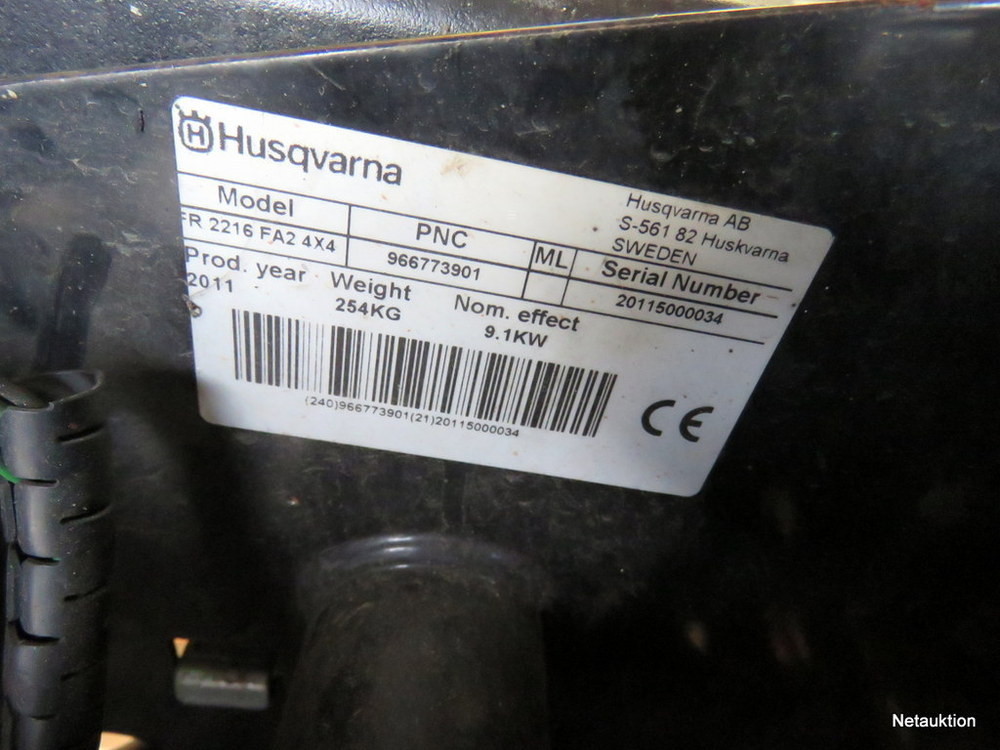 H Husqvarna
Husqvarna AB
S-561 82 Huskvarna
SWEDEN
Model PNC ML Serial Number
FR 2216 FA2 4X4 966773901 20115000034
Prod. year Weight Nom. effect
2011 254KG 9.1KW
(240)966773901(21)20115000034
CE
Netauktion